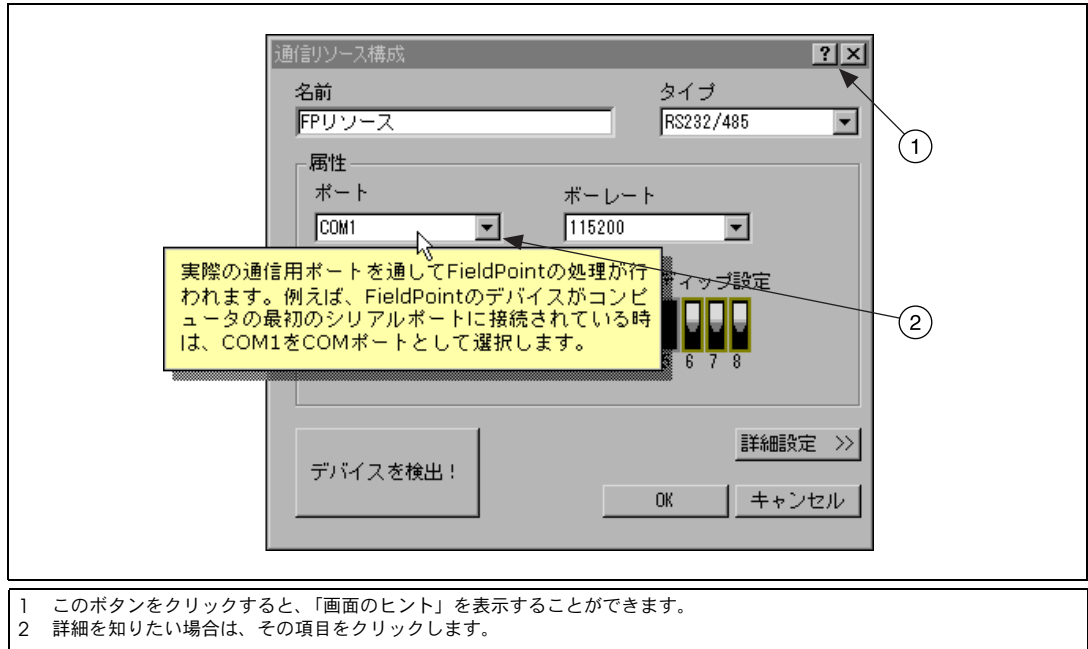 通信リソース構成
? ×
名前
タイプ
FPリソース
RS232/485
1
属性
ポート
ボーレート
COM1
115200
実際の通信用ポートを通してFieldPointの処理が行
われます。例えば、FieldPointのデバイスがコンピ
ュータの最初のシリアルポートに接続されている時
は、COM1をCOMポートとして選択します。
ィップ設定
2
6 7 8
詳細設定 >>
デバイスを検出!
OK
キャンセル
1 このボタンをクリックすると、「画面のヒント」を表示することができます。
2 詳細を知りたい場合は、その項目をクリックします。